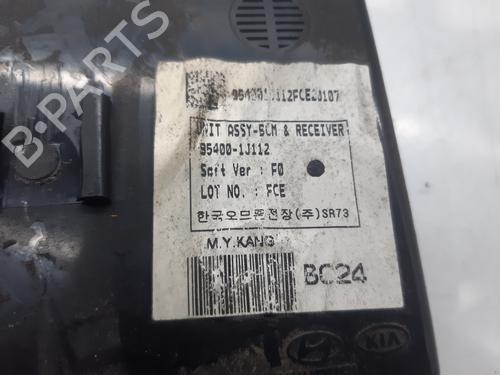 954001J112FCE2J107
UNIT ASSY-BCM & RECEIVER
95400-1J112
Soft Ver : F0
LOT NO. : FCE
한국오므론전장(주)SR73
M.Y.KANG
BC24
KIA
B-PARTS